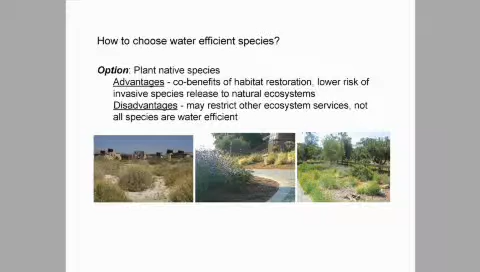 How to choose water efficient species?
Option: Plant native species
Advantages - co-benefits of habitat restoration, lower risk of
invasive species release to natural ecosystems
Disadvantages - may restrict other ecosystem services, not
all species are water efficient